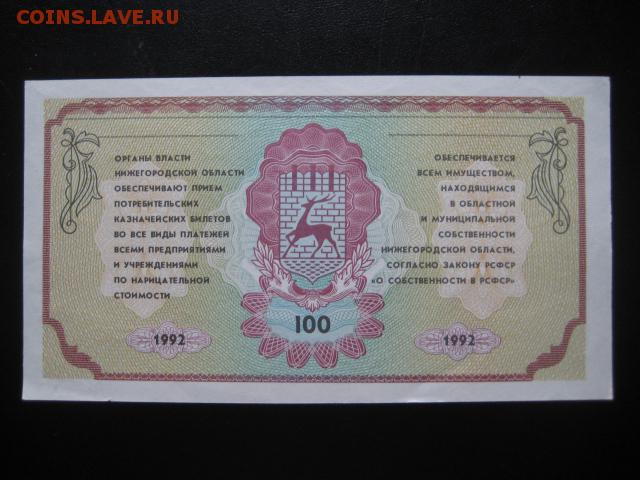 COINS.LAVE.RU
ОРГАНЫ ВЛАСТИ
НИЖЕГОРОДСКОЙ ОБЛАСТИ
ОБЕСПЕЧИВАЮТ ПРИЕМ
ПОТРЕБИТЕЛЬСКИХ
КАЗНАЧЕЙСКИХ БИЛЕТОВ
ВО ВСЕ ВИДЫ ПЛАТЕЖЕЙ
ВСЕМИ ПРЕДПРИЯТИЯМИ
И УЧРЕЖДЕНИЯМИ
ПО НАРИЦАТЕЛЬНОЙ
СТОИМОСТИ
ОБЕСПЕЧИВАЕТСЯ
ВСЕМ ИМУЩЕСТВОМ,
НАХОДЯЩИМСЯ
В ОБЛАСТНОЙ
И МУНИЦИПАЛЬНОЙ
СОБСТВЕННОСТИ
НИЖЕГОРОДСКОЙ ОБЛАСТИ,
СОГЛАСНО ЗАКОНУ РСФСР
«О СОБСТВЕННОСТИ В РСФСР»
1992
100
1992